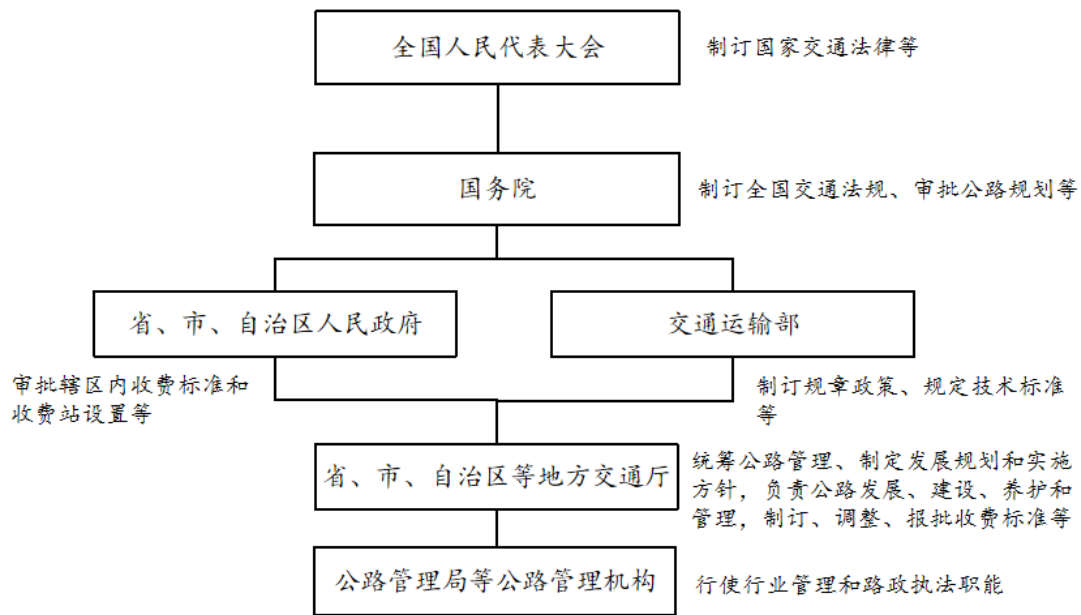 全国人民代表大会
制订国家交通法律等
国务院
制订全国交通法规、审批公路规划等
省、市、自治区人民政府
交通运输部
审批辖区内收费标准和
收费站设置等
制订规章政策、规定技术标准
等
省、市、自治区等地方交通厅
统筹公路管理、制定发展规划和实施
方针，负责公路发展、建设、养护和
管理，制订、调整、报批收费标准等
公路管理局等公路管理机构
行使行业管理和路政执法职能